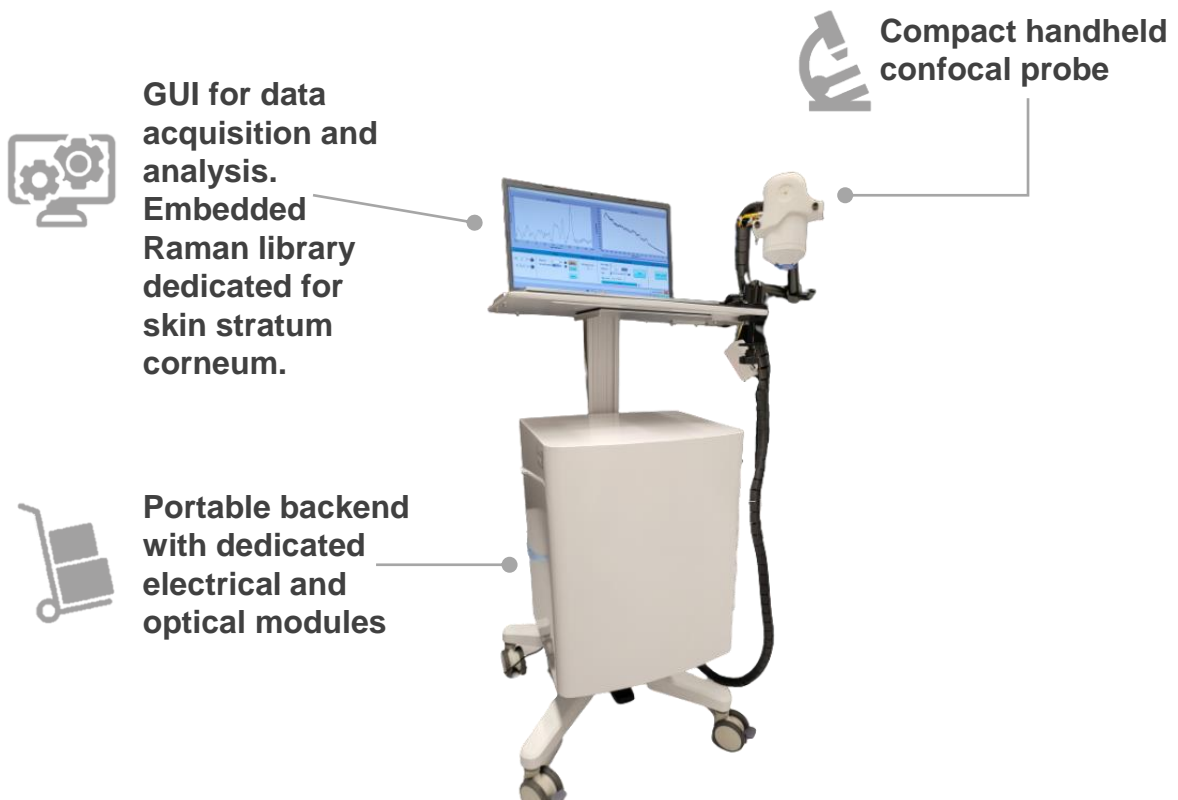 Compact handheld
confocal probe
GUI for data
acquisition and
analysis.
Embedded
Raman library
dedicated for
skin stratum
corneum.
Portable backend
with dedicated
electrical and
optical modules